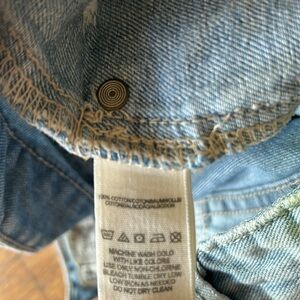 100% COTTON/COTON/BAUMWOLLE
MACHINE WASH COLD
WITH LIKE COLORS
USE ONLY NON-CHLORINE
BLEACH TUMBLE DRY LOW
LOW IRON AS NEEDED
DO NOT DRY CLEAN